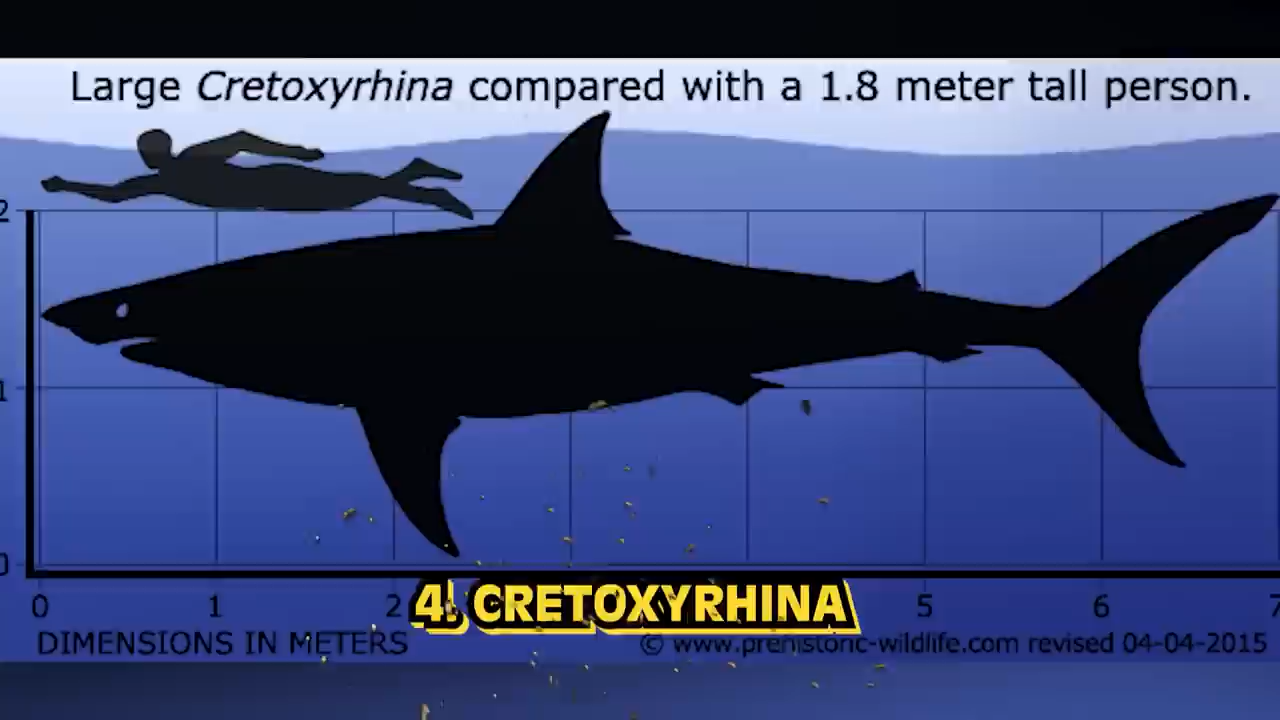 Large Cretoxyrhina compared with a 1.8 meter tall person.
2
1
0
0 1 2 5 6 7
4. CRETOXYRHINA
DIMENSIONS IN METERS
© www.prehistoric-wildlife.com revised 04-04-2015